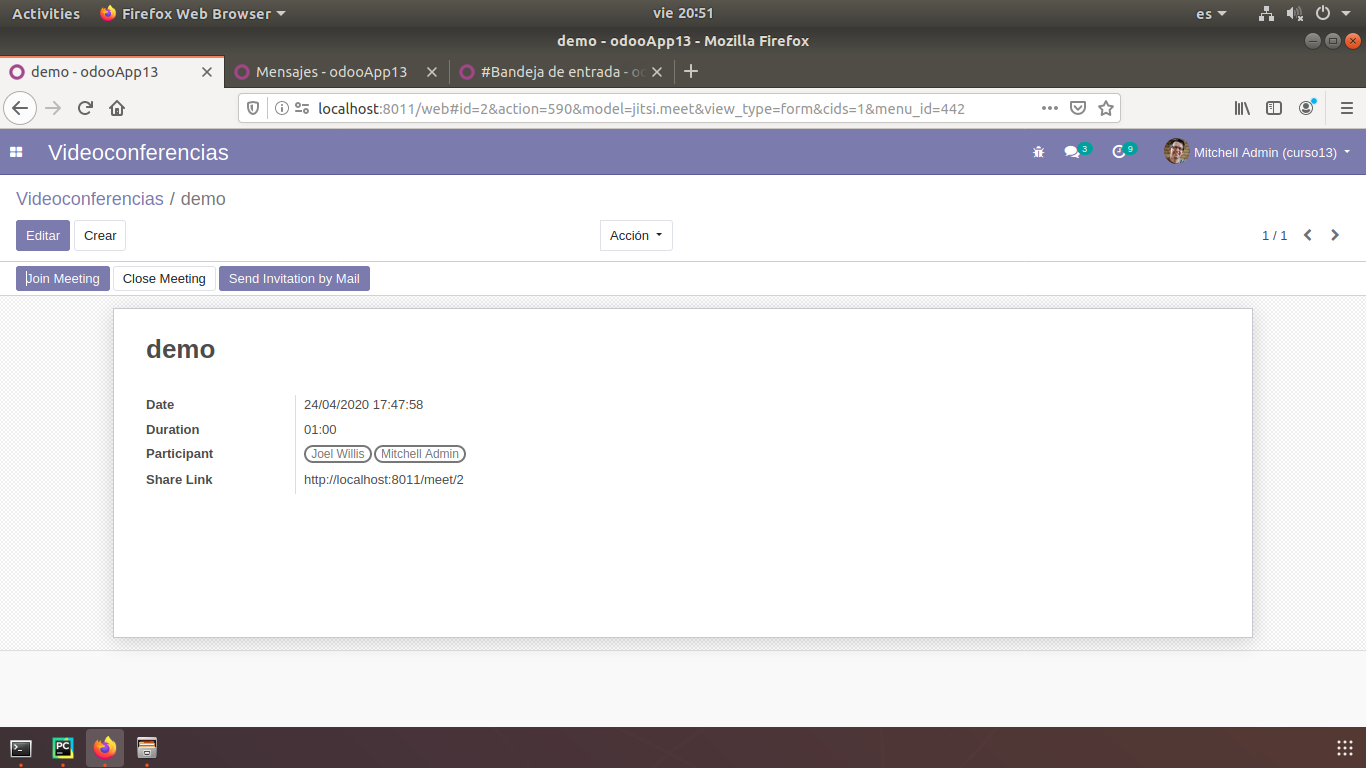 Activities Firefox Web Browser vie 20:51 es
demo - odooApp13 - Mozilla Firefox
demo - odooApp13 Mensajes - odooApp13 #Bandeja de entrada -
localhost:8011/web#id=2&action=590&model=jitsi.meet&view_type=form&cids=1&menu_id=442
Videoconferencias 3 9 Mitchell Admin (curso13)
Videoconferencias / demo
Editar Crear Acción 1 / 1
Join Meeting Close Meeting Send Invitation by Mail
demo
Date 24/04/2020 17:47:58
Duration 01:00
Participant Joel Willis Mitchell Admin
Share Link http://localhost:8011/meet/2
PC